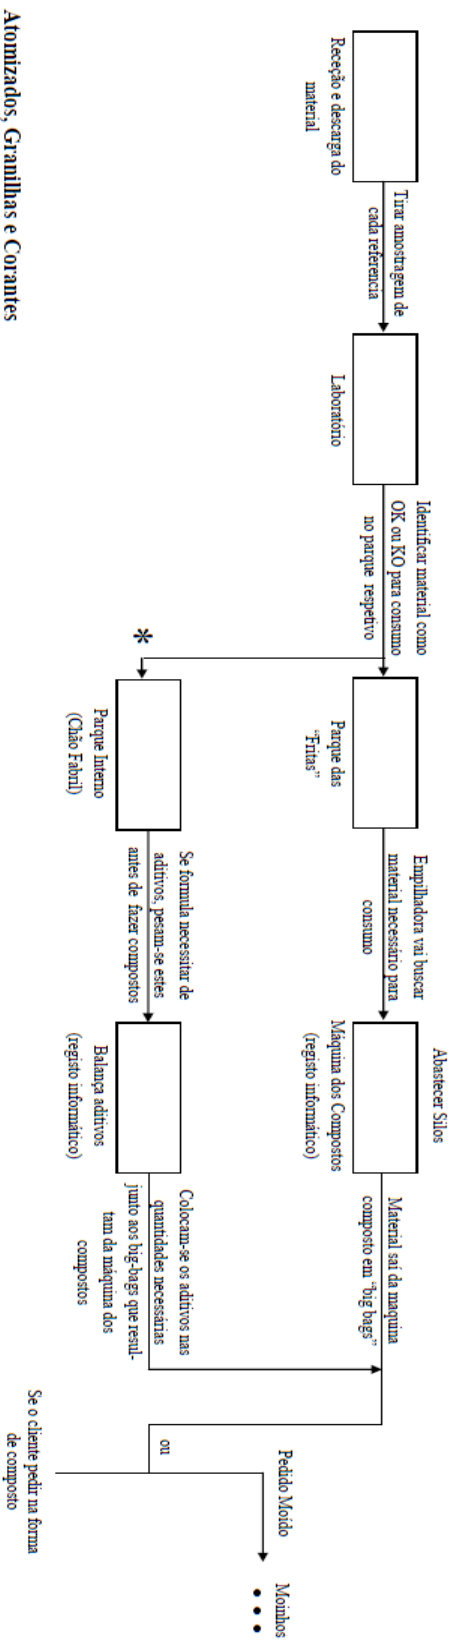 Receção e descarga do
material
Tirar amostragem de
cada referencia
Laboratório
Identificar material como
OK ou KO para consumo
no parque respetivo
Parque das
“Fritas”
Empilhadora vai buscar
material necessário para
consumo
Abastecer Silos
Máquina dos Compostos
(registo informático)
Material saí da maquina
composto em “big bags”
*
Parque Interno
(Chão Fabril)
Se formula necessitar de
aditivos, pesam-se estes
antes de fazer compostos
Balança aditivos
(registo informático)
Colocam-se os aditivos nas
quantidades necessárias
junto aos big-bags que resul-
tam da máquina dos
compostos
Pedido Moído
Moinhos
ou
Se o cliente pedir na forma
de composto
Atomizados, Granilhas e Corantes